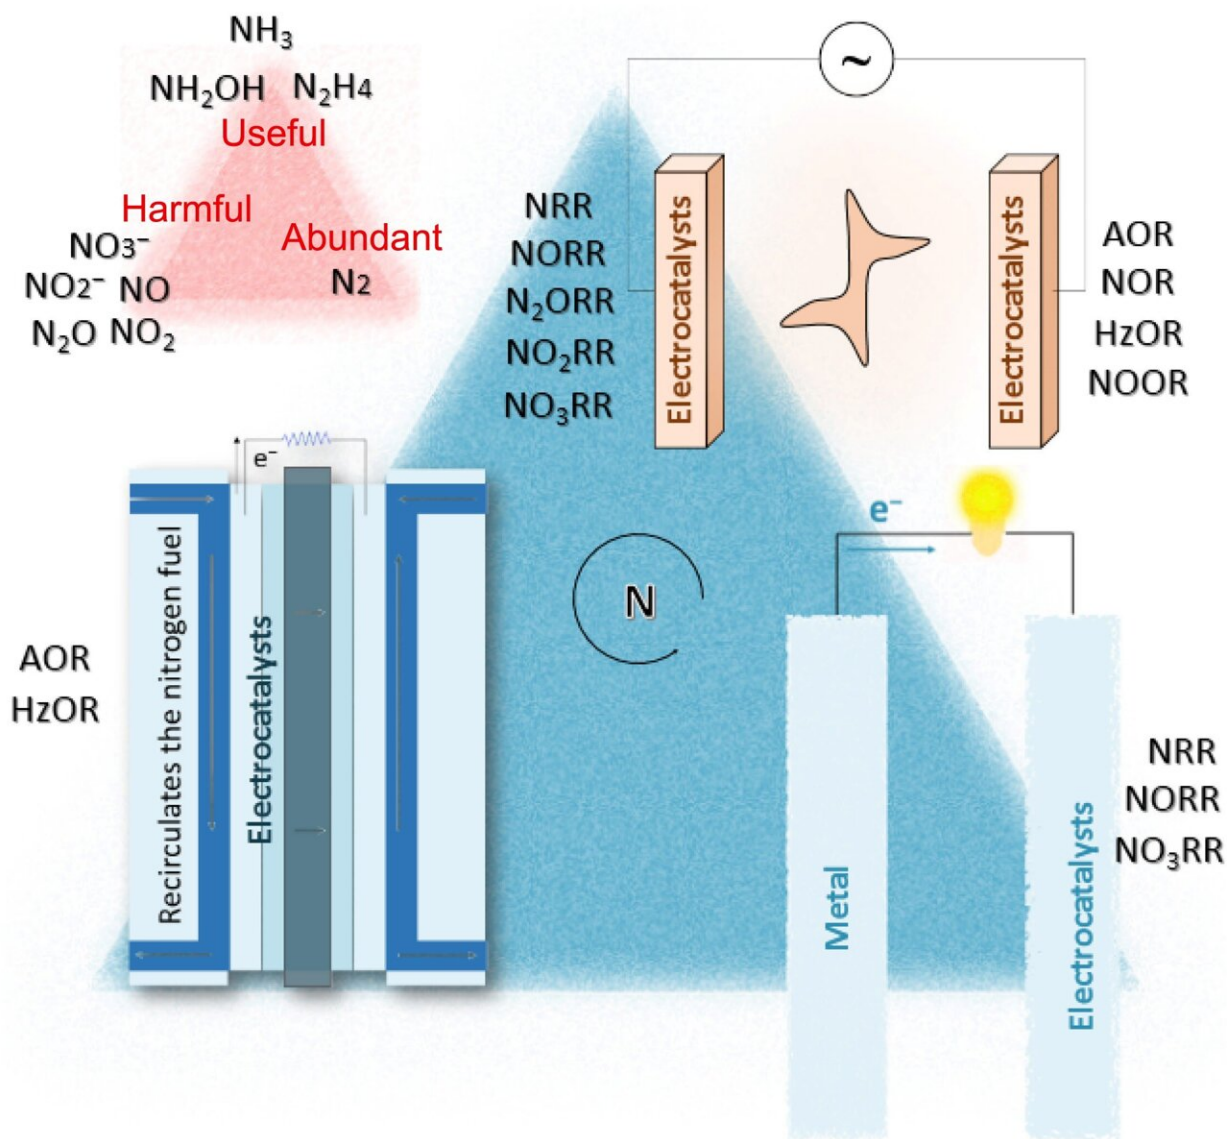 NH₃
NH₂OH N₂H4
Useful
Harmful
Abundant
NO3⁻
NO2⁻ NO
N₂O NO₂
N2
~
NRR
NORR
N₂ORR
NO₂RR
NO₃RR
Electrocatalysts
Electrocatalysts
AOR
NOR
HzOR
NOOR
e⁻
Recirculates the nitrogen fuel
Electrocatalysts
AOR
HzOR
N
e⁻
Metal
Electrocatalysts
NRR
NORR
NO₃RR